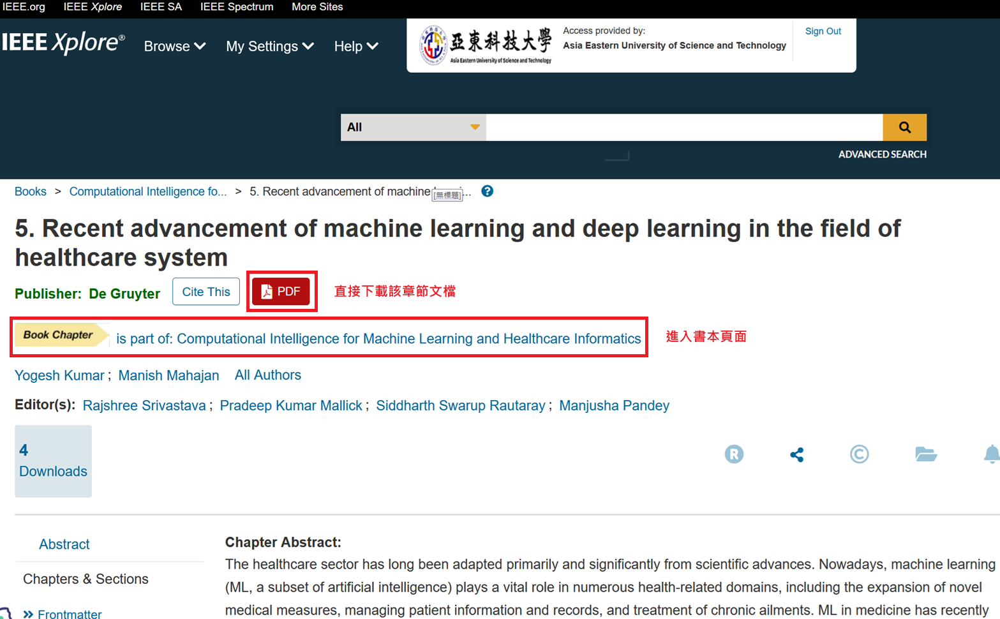 IEEE.org IEEE Xplore IEEE SA IEEE Spectrum More Sites
IEEE Xplore® Browse My Settings Help
亞東科技大學
Asia Eastern University of Science and Technology
Access provided by:
Asia Eastern University of Science and Technology
Sign Out
All
ADVANCED SEARCH
Books > Computational Intelligence fo... > 5. Recent advancement of machine ... ?
[無標題]
5. Recent advancement of machine learning and deep learning in the field of
healthcare system
Publisher: De Gruyter Cite This PDF 直接下載該章節文檔
Book Chapter is part of: Computational Intelligence for Machine Learning and Healthcare Informatics 進入書本頁面
Yogesh Kumar ; Manish Mahajan All Authors
Editor(s): Rajshree Srivastava ; Pradeep Kumar Mallick ; Siddharth Swarup Rautaray ; Manjusha Pandey
4
Downloads
R ©
Abstract
Chapters & Sections
» Frontmatter
Chapter Abstract:
The healthcare sector has long been adapted primarily and significantly from scientific advances. Nowadays, machine learning
(ML, a subset of artificial intelligence) plays a vital role in numerous health-related domains, including the expansion of novel
medical measures, managing patient information and records, and treatment of chronic ailments. ML in medicine has recently